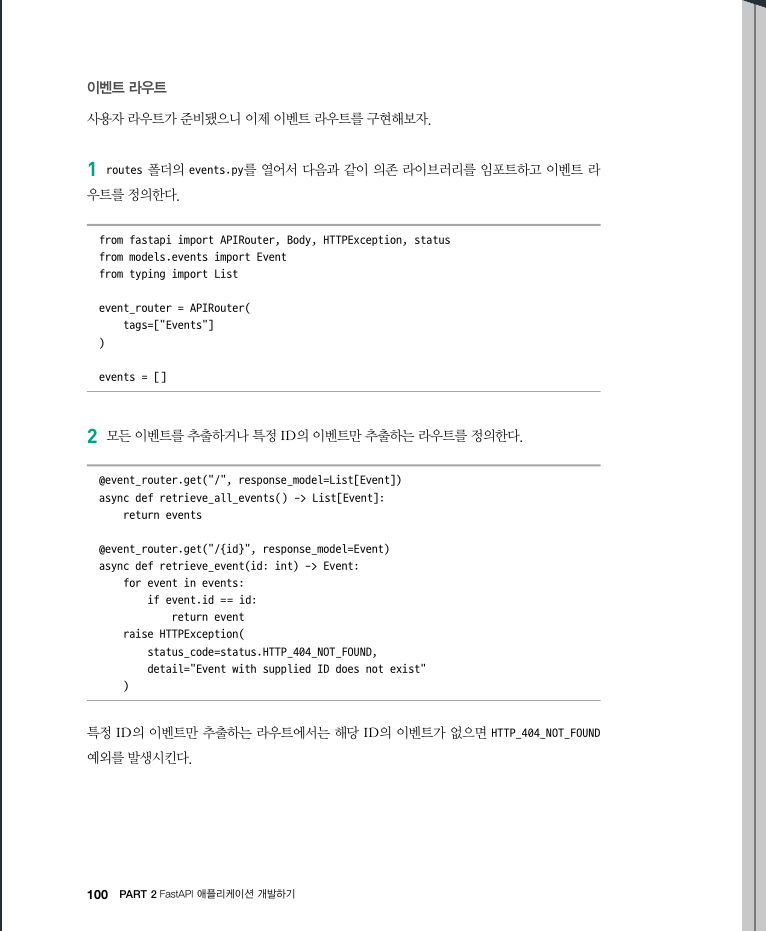 이벤트 라우트
사용자 라우트가 준비됐으니 이제 이벤트 라우트를 구현해보자.
1 routes 폴더의 events.py를 열어서 다음과 같이 의존 라이브러리를 임포트하고 이벤트 라
우트를 정의한다.
from fastapi import APIRouter, Body, HTTPException, status
from models.events import Event
from typing import List
event_router = APIRouter(
    tags=["Events"]
)
events = []
2 모든 이벤트를 추출하거나 특정 ID의 이벤트만 추출하는 라우트를 정의한다.
@event_router.get("/", response_model=List[Event])
async def retrieve_all_events() -> List[Event]:
    return events
@event_router.get("/{id}", response_model=Event)
async def retrieve_event(id: int) -> Event:
    for event in events:
        if event.id == id:
            return event
    raise HTTPException(
        status_code=status.HTTP_404_NOT_FOUND,
        detail="Event with supplied ID does not exist"
    )
특정 ID의 이벤트만 추출하는 라우트에서는 해당 ID의 이벤트가 없으면 HTTP_404_NOT_FOUND
예외를 발생시킨다.
100 PART 2 FastAPI 애플리케이션 개발하기